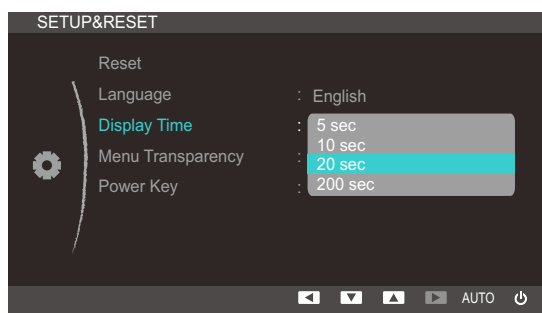 SETUP&RESET
Reset
Language : English
Display Time : 5 sec
10 sec
Menu Transparency : 20 sec
Power Key : 200 sec
AUTO